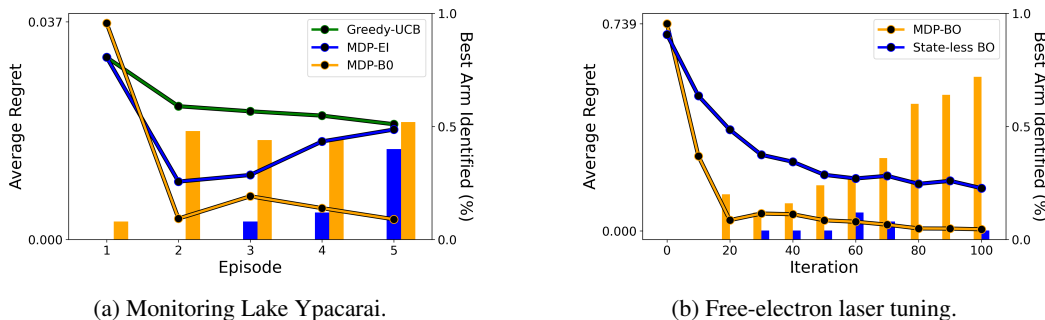 0.037
0.000
Average Regret
1 2 3 4 5
Episode
1.0
0.5
0.0
Best Arm Identified (%)
Greedy-UCB
MDP-EI
MDP-B0
(a) Monitoring Lake Ypacarai.
0.739
0.000
Average Regret
0 20 40 60 80 100
Iteration
1.0
0.5
0.0
Best Arm Identified (%)
MDP-BO
State-less BO
(b) Free-electron laser tuning.